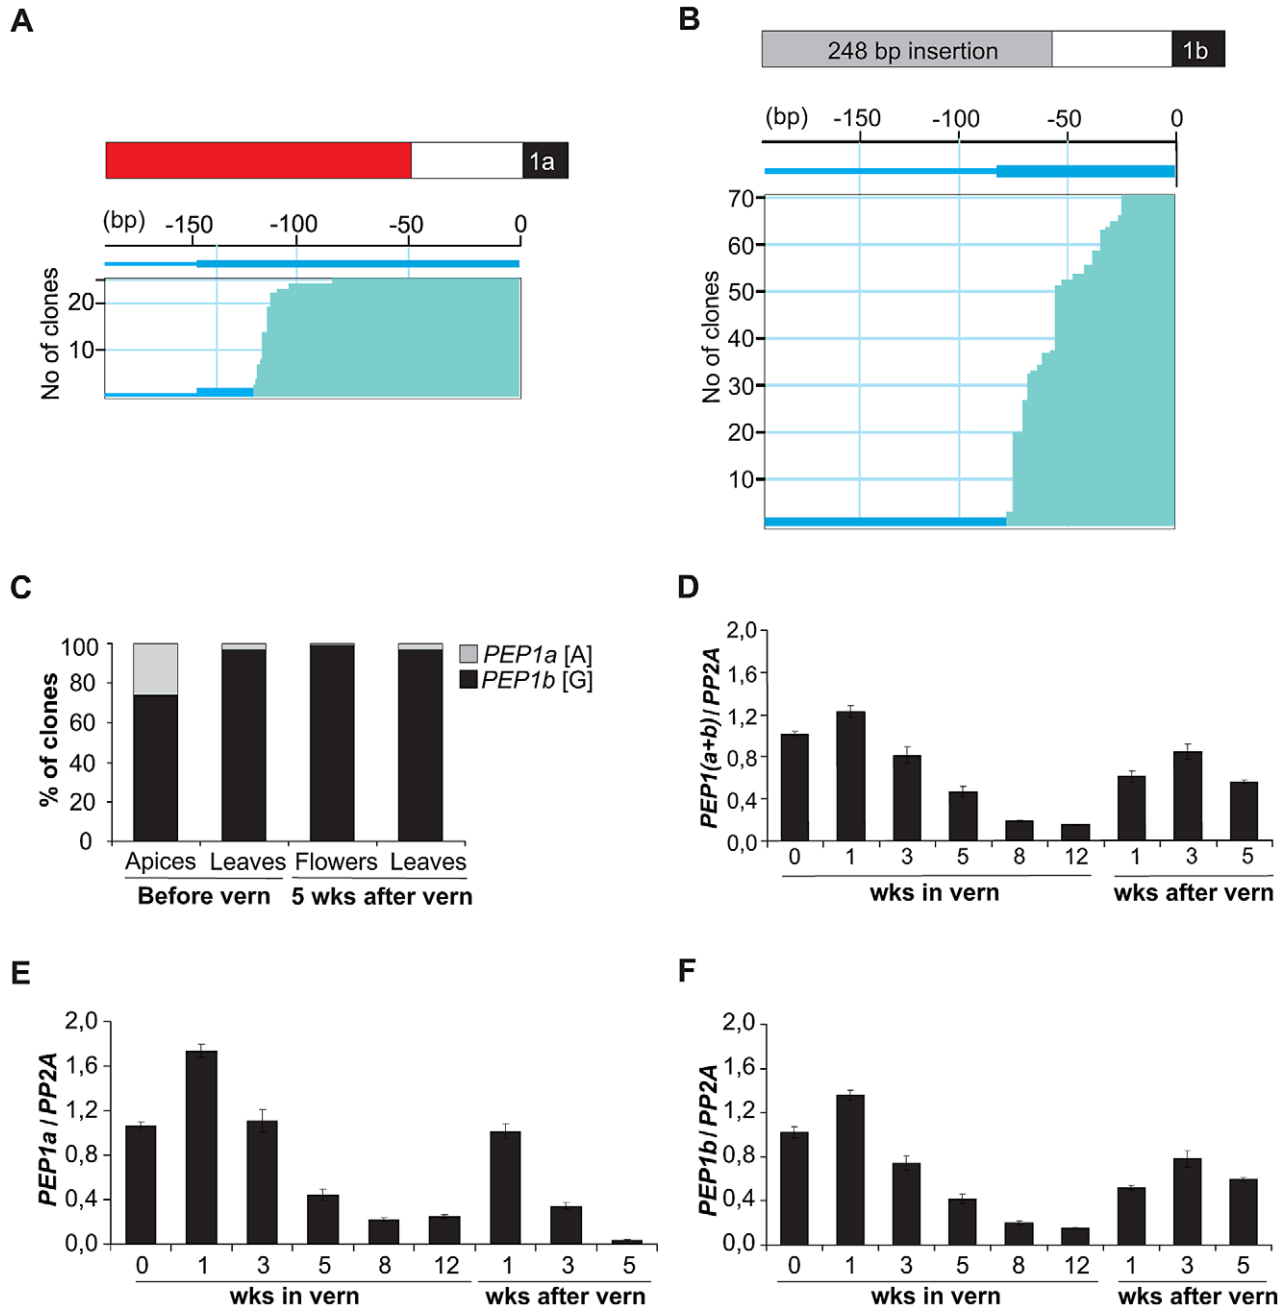 A
1a
(bp) -150 -100 -50 0
No of clones
20
10
B
248 bp insertion 1b
(bp) -150 -100 -50 0
No of clones
70
60
50
40
30
20
10
C
% of clones
100
80
60
40
20
0
PEP1a [A]
PEP1b [G]
Apices Leaves Flowers Leaves
Before vern 5 wks after vern
D
PEP1(a+b)/PP2A
2,0
1,6
1,2
0,8
0,4
0,0
0 1 3 5 8 12 1 3 5
wks in vern wks after vern
E
PEP1a/PP2A
2,0
1,6
1,2
0,8
0,4
0,0
0 1 3 5 8 12 1 3 5
wks in vern wks after vern
F
PEP1b/PP2A
2,0
1,6
1,2
0,8
0,4
0,0
0 1 3 5 8 12 1 3 5
wks in vern wks after vern